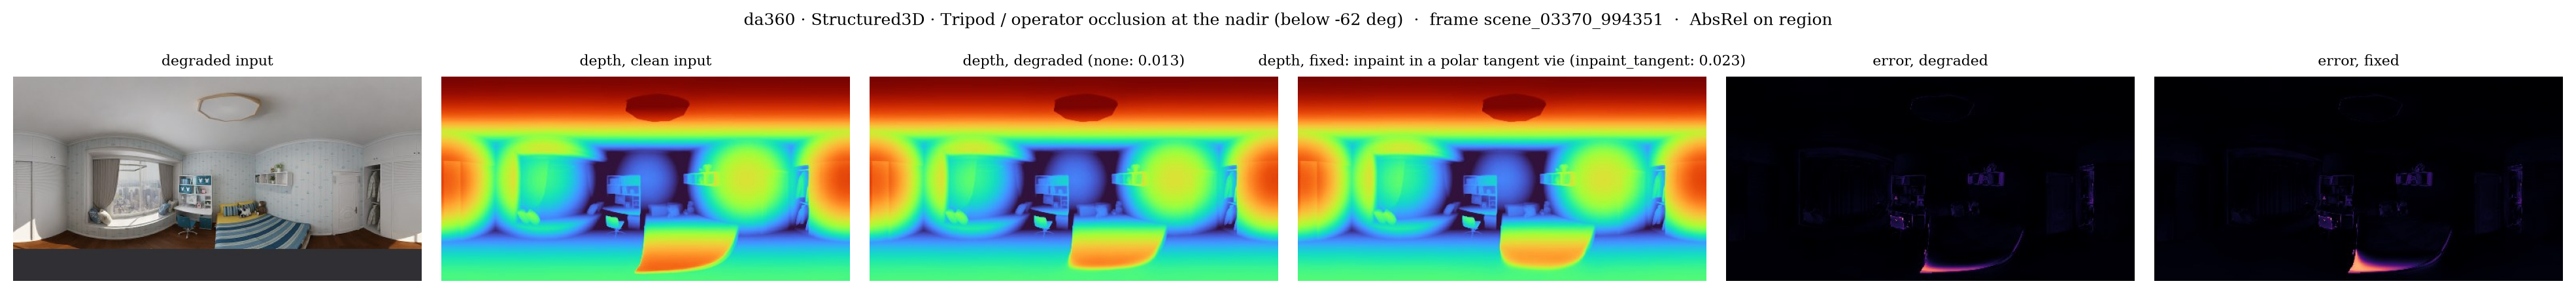 da360 · Structured3D · Tripod / operator occlusion at the nadir (below -62 deg)  ·  frame scene_03370_994351  ·  AbsRel on region
degraded input
depth, clean input
depth, degraded (none: 0.013)
depth, fixed: inpaint in a polar tangent vie (inpaint_tangent: 0.023)
error, degraded
error, fixed